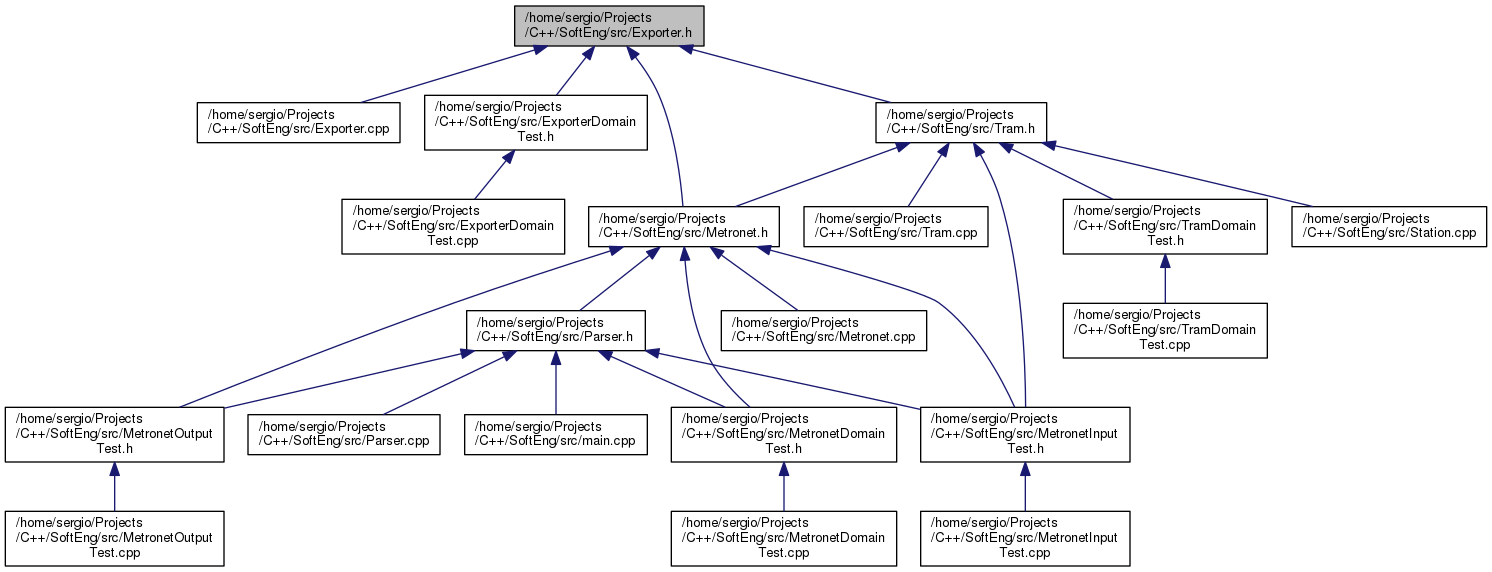 /home/sergio/Projects
/C++/SoftEng/src/Exporter.h
/home/sergio/Projects
/C++/SoftEng/src/Exporter.cpp
/home/sergio/Projects
/C++/SoftEng/src/ExporterDomain
Test.h
/home/sergio/Projects
/C++/SoftEng/src/Tram.h
/home/sergio/Projects
/C++/SoftEng/src/ExporterDomain
Test.cpp
/home/sergio/Projects
/C++/SoftEng/src/Metronet.h
/home/sergio/Projects
/C++/SoftEng/src/Tram.cpp
/home/sergio/Projects
/C++/SoftEng/src/TramDomain
Test.h
/home/sergio/Projects
/C++/SoftEng/src/Station.cpp
/home/sergio/Projects
/C++/SoftEng/src/Parser.h
/home/sergio/Projects
/C++/SoftEng/src/Metronet.cpp
/home/sergio/Projects
/C++/SoftEng/src/TramDomain
Test.cpp
/home/sergio/Projects
/C++/SoftEng/src/MetronetOutput
Test.h
/home/sergio/Projects
/C++/SoftEng/src/Parser.cpp
/home/sergio/Projects
/C++/SoftEng/src/main.cpp
/home/sergio/Projects
/C++/SoftEng/src/MetronetDomain
Test.h
/home/sergio/Projects
/C++/SoftEng/src/MetronetInput
Test.h
/home/sergio/Projects
/C++/SoftEng/src/MetronetOutput
Test.cpp
/home/sergio/Projects
/C++/SoftEng/src/MetronetDomain
Test.cpp
/home/sergio/Projects
/C++/SoftEng/src/MetronetInput
Test.cpp